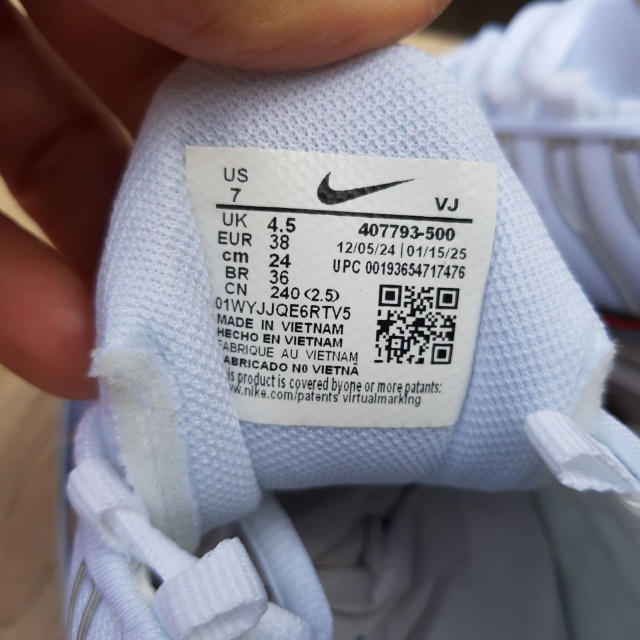 US
7
VJ
UK 4.5
EUR 38
cm 24
BR 36
CN 240 (2.5)
407793-500
12/05/24 | 01/15/25
UPC 00193654717476
01WYJJQE6RTV5
MADE IN VIETNAM
HECHO EN VIETNAM
FABRIQUE AU VIETNAM
FABRICADO N0 VIETNÃ
This product is covered by one or more patents:
www.nike.com/patents virtualmarking